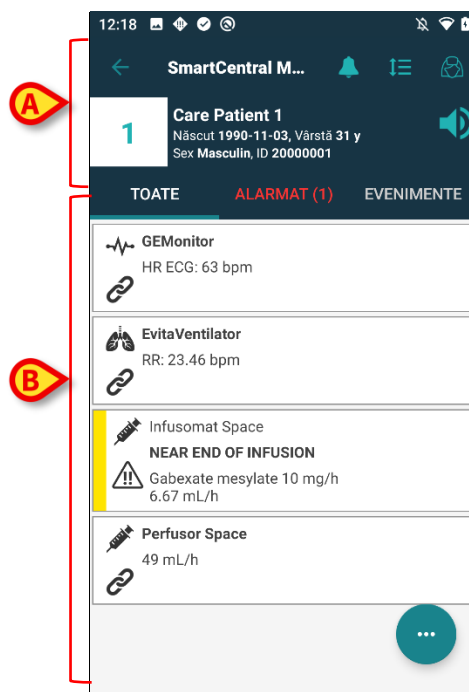 12:18
SmartCentral M...
A
1
Care Patient 1
Născut 1990-11-03, Vârstă 31 y
Sex Masculin, ID 20000001
TOATE ALARMAT (1) EVENIMENTE
GEMonitor
HR ECG: 63 bpm
EvitaVentilator
RR: 23.46 bpm
B
Infusomat Space
NEAR END OF INFUSION
!!
Gabexate mesylate 10 mg/h
6.67 mL/h
Perfusor Space
49 mL/h